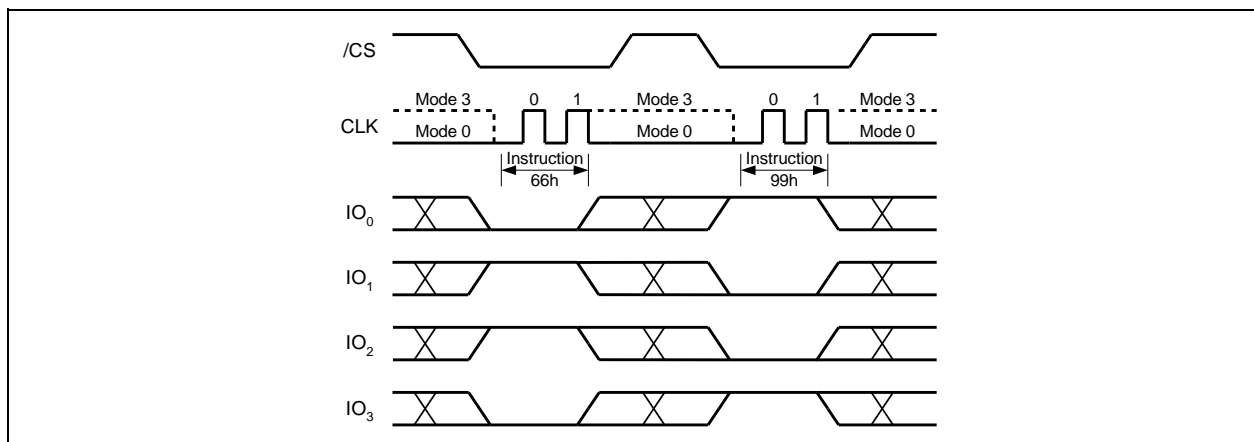 /CS
Mode 3 0 1 Mode 3 0 1 Mode 3
CLK
Mode 0 Mode 0 Mode 0
Instruction Instruction
66h 99h
IO0
IO1
IO2
IO3